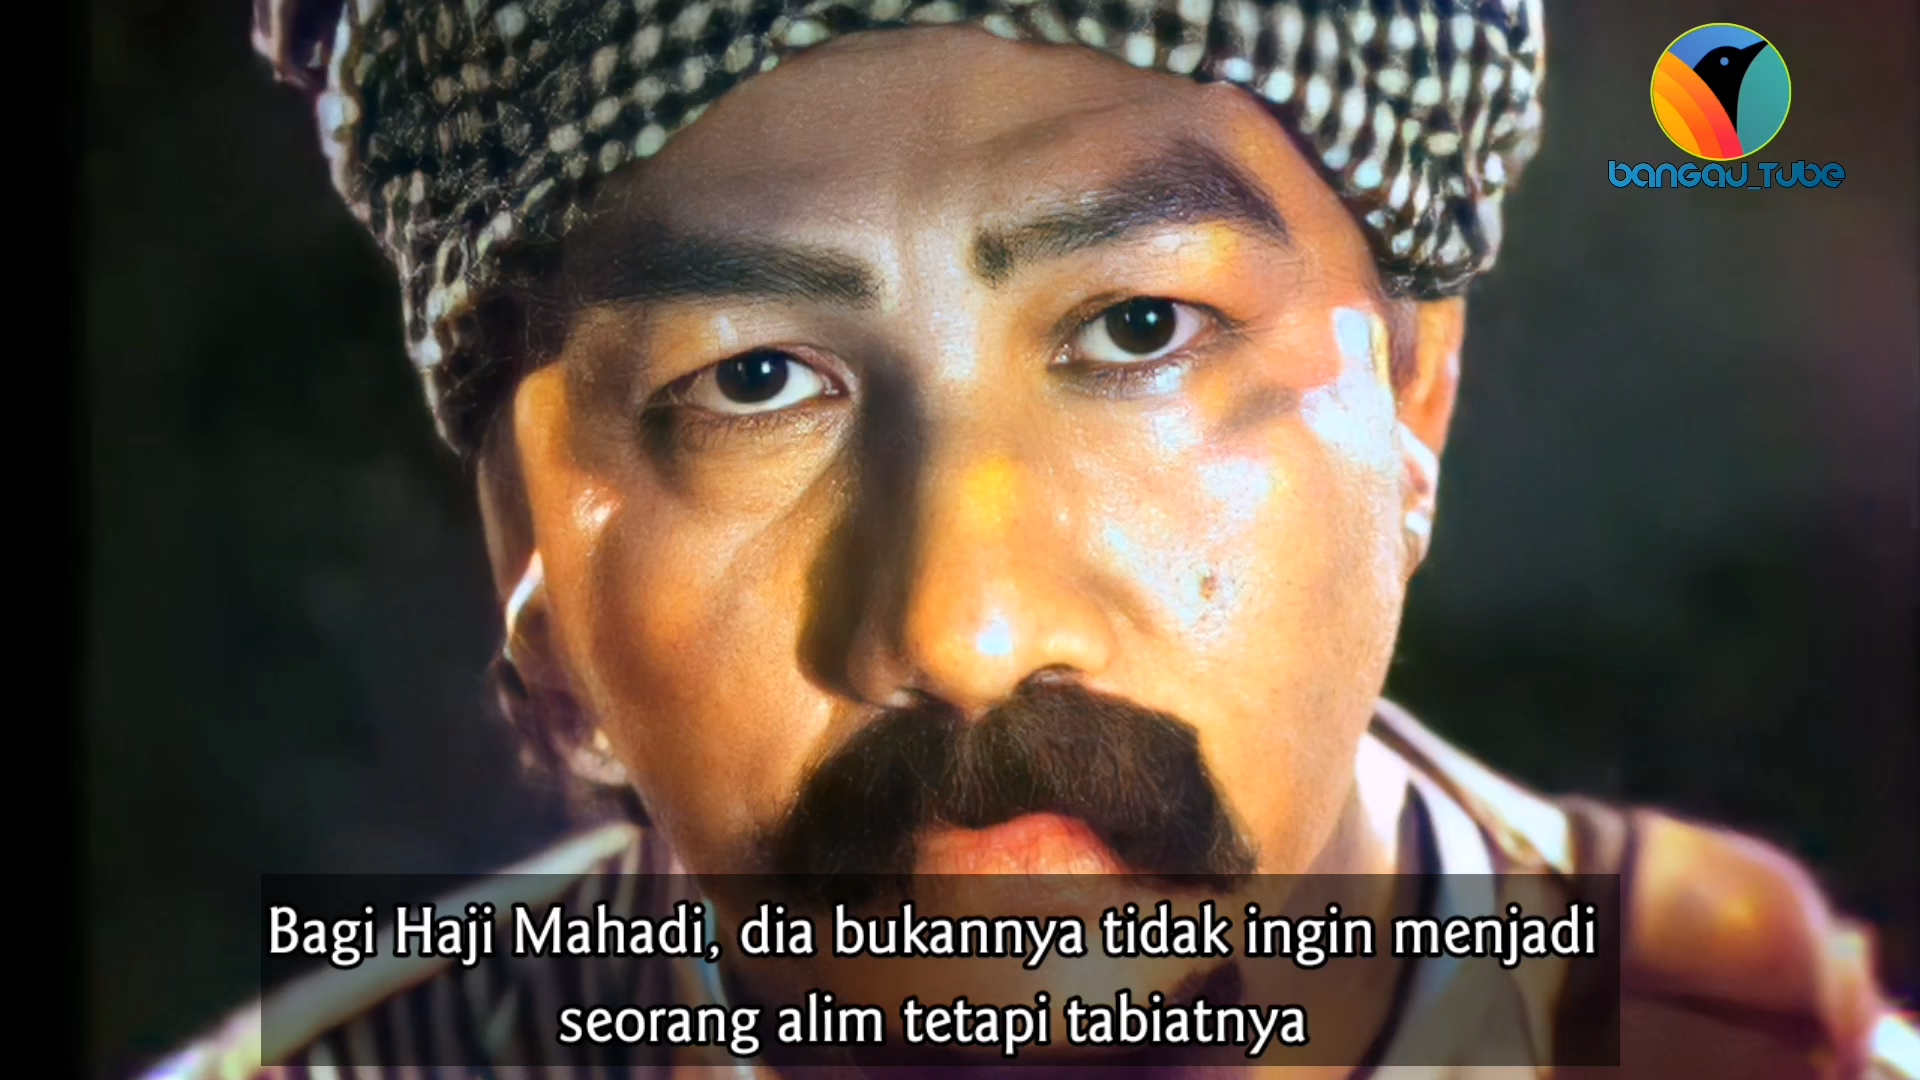 BANGAU_TUBE
Bagi Haji Mahadi, dia bukannya tidak ingin menjadi
seorang alim tetapi tabiatnya